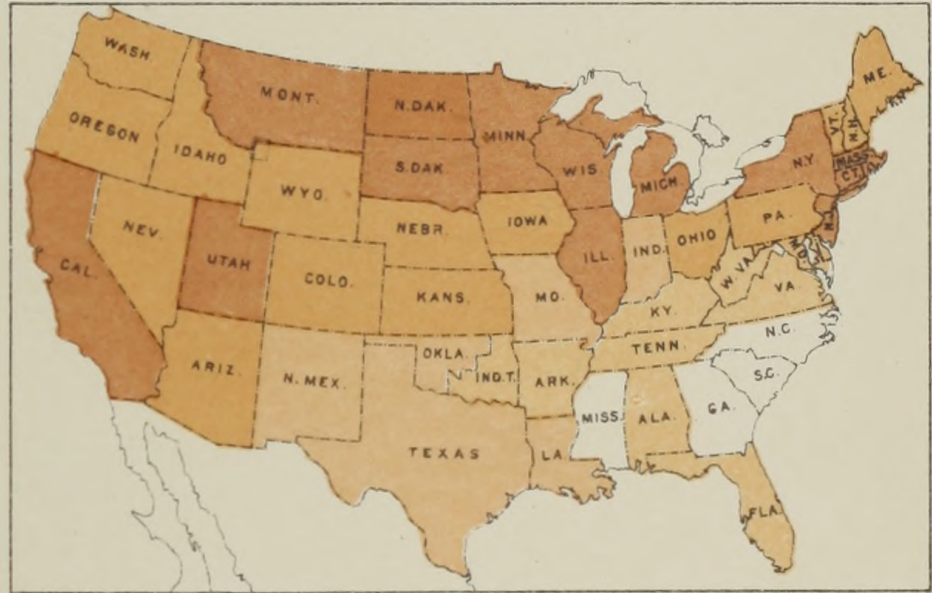 WASH.
OREGON
IDAHO
MONT.
N.DAK.
S.DAK.
MINN.
WIS.
MICH.
WYO.
NEBR.
IOWA
ILL.
IND.
OHIO
PA.
N.Y.
VT.
N.H.
ME.
MASS.
CT.
R.I.
N.J.
MD.
W.VA.
VA.
CAL.
NEV.
UTAH
COLO.
KANS.
MO.
KY.
TENN.
N.C.
S.C.
GA.
ARIZ.
N.MEX.
OKLA.
IND.T.
ARK.
MISS.
ALA.
TEXAS
LA.
FLA.